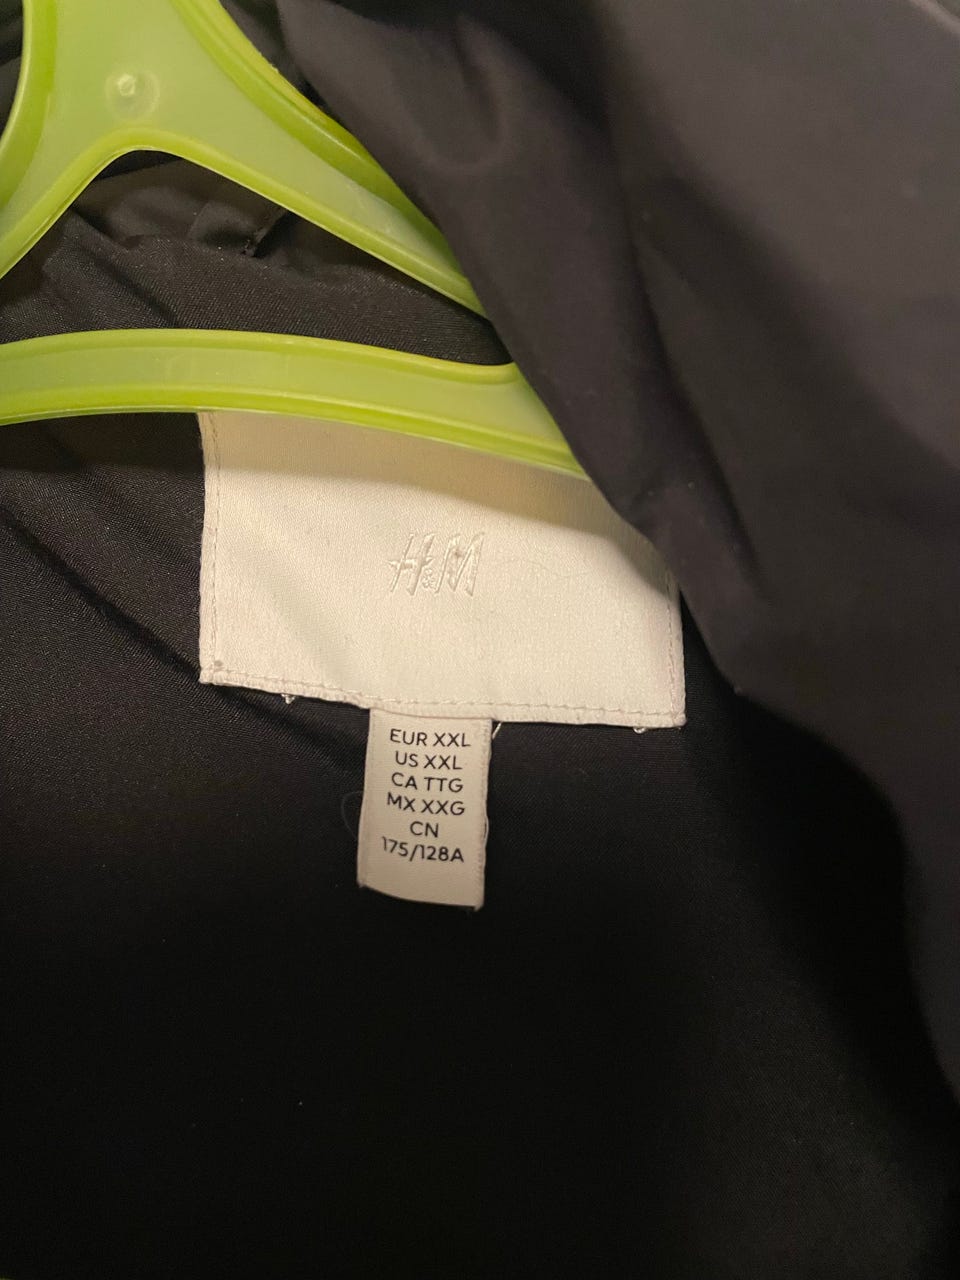 H&M
EUR XXL
US XXL
CA TTG
MX XXG
CN
175/128A